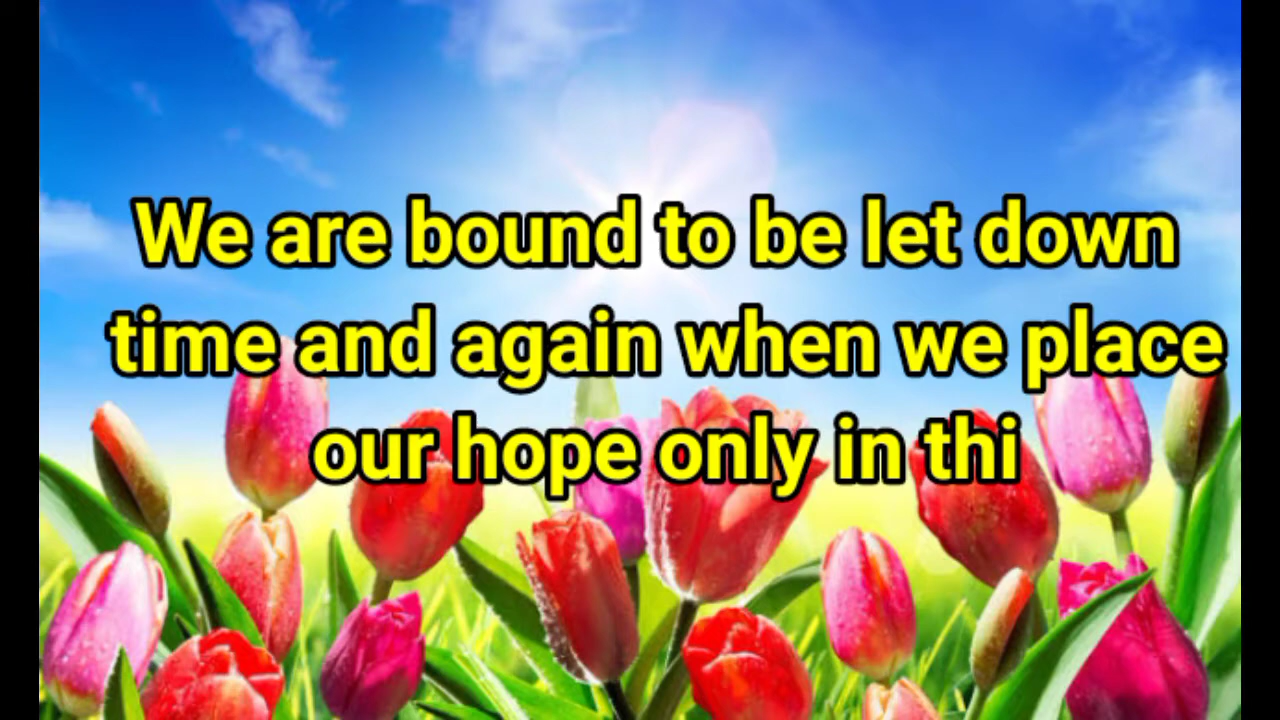 We are bound to be let down
time and again when we place
our hope only in thi